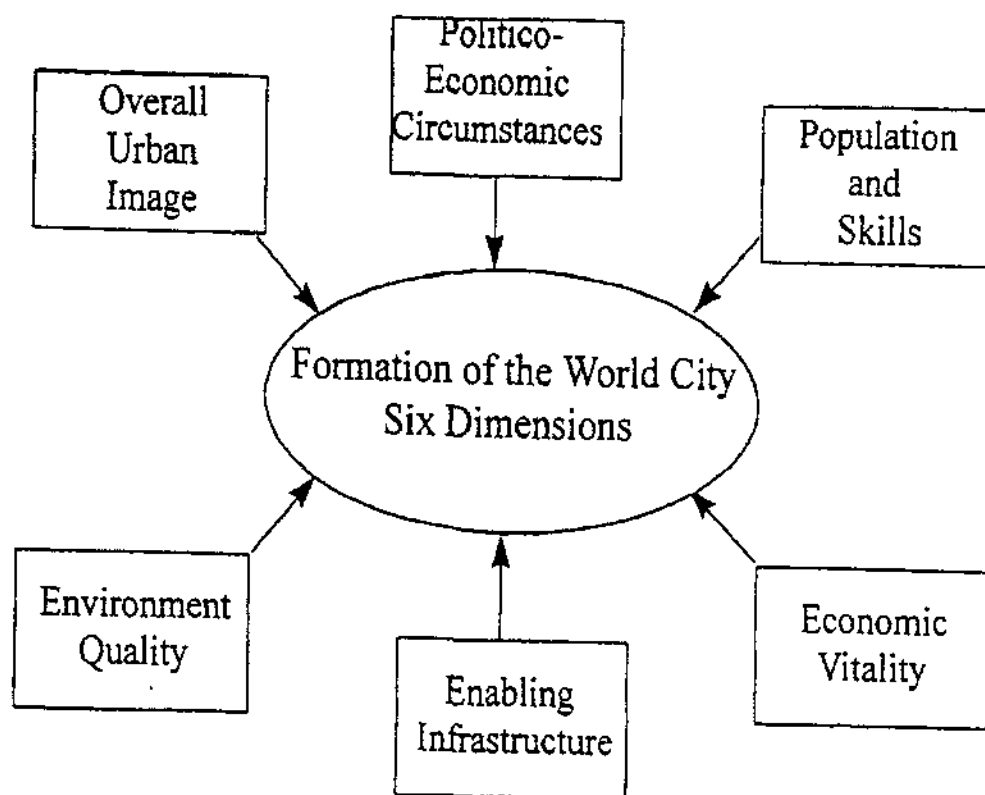 Overall
Urban
Image
Politico-
Economic
Circumstances
Population
and
Skills
Formation of the World City
Six Dimensions
Environment
Quality
Enabling
Infrastructure
Economic
Vitality